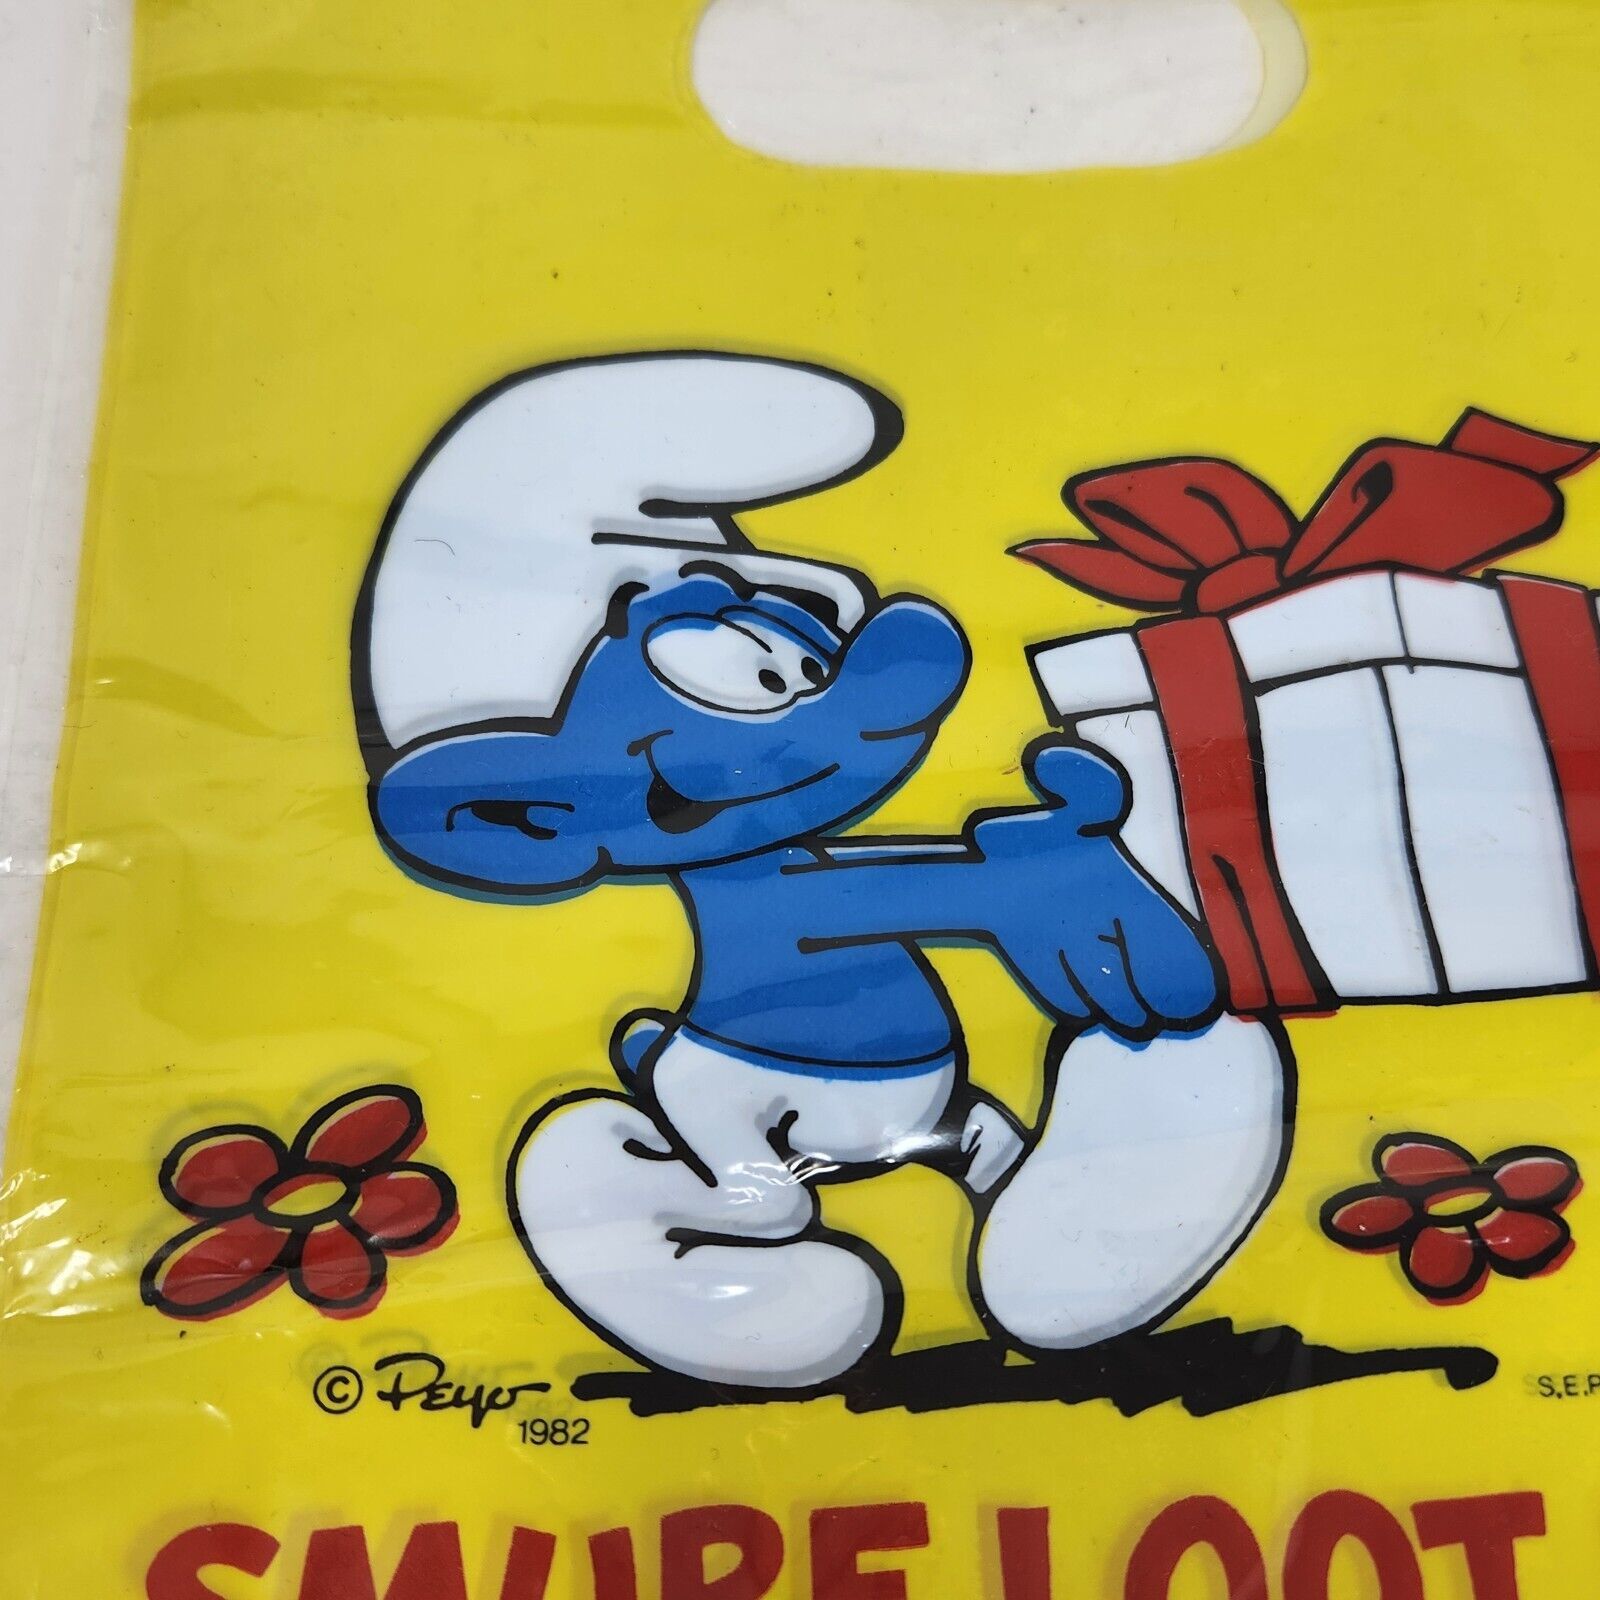 © Peyo
1982
S.E.P
SMURF LOOT